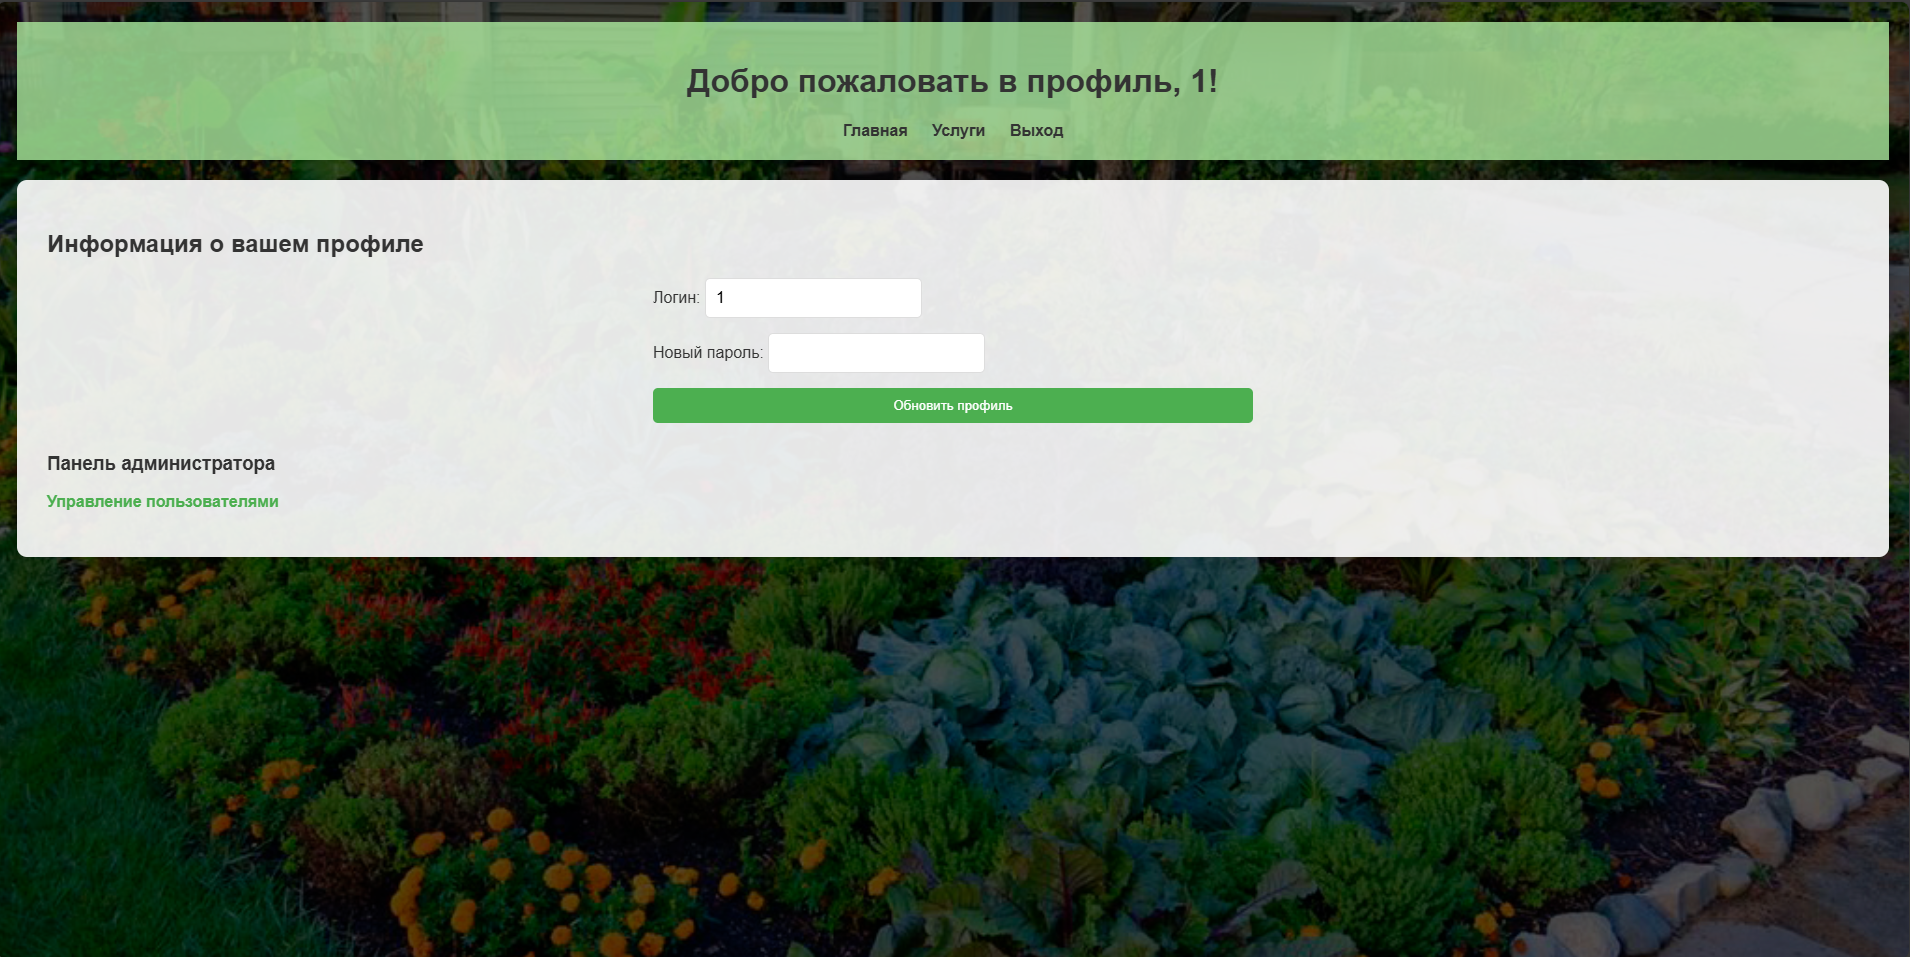 Добро пожаловать в профиль, 1!
Главная Услуги Выход
Информация о вашем профиле
Логин: 1
Новый пароль:
Обновить профиль
Панель администратора
Управление пользователями